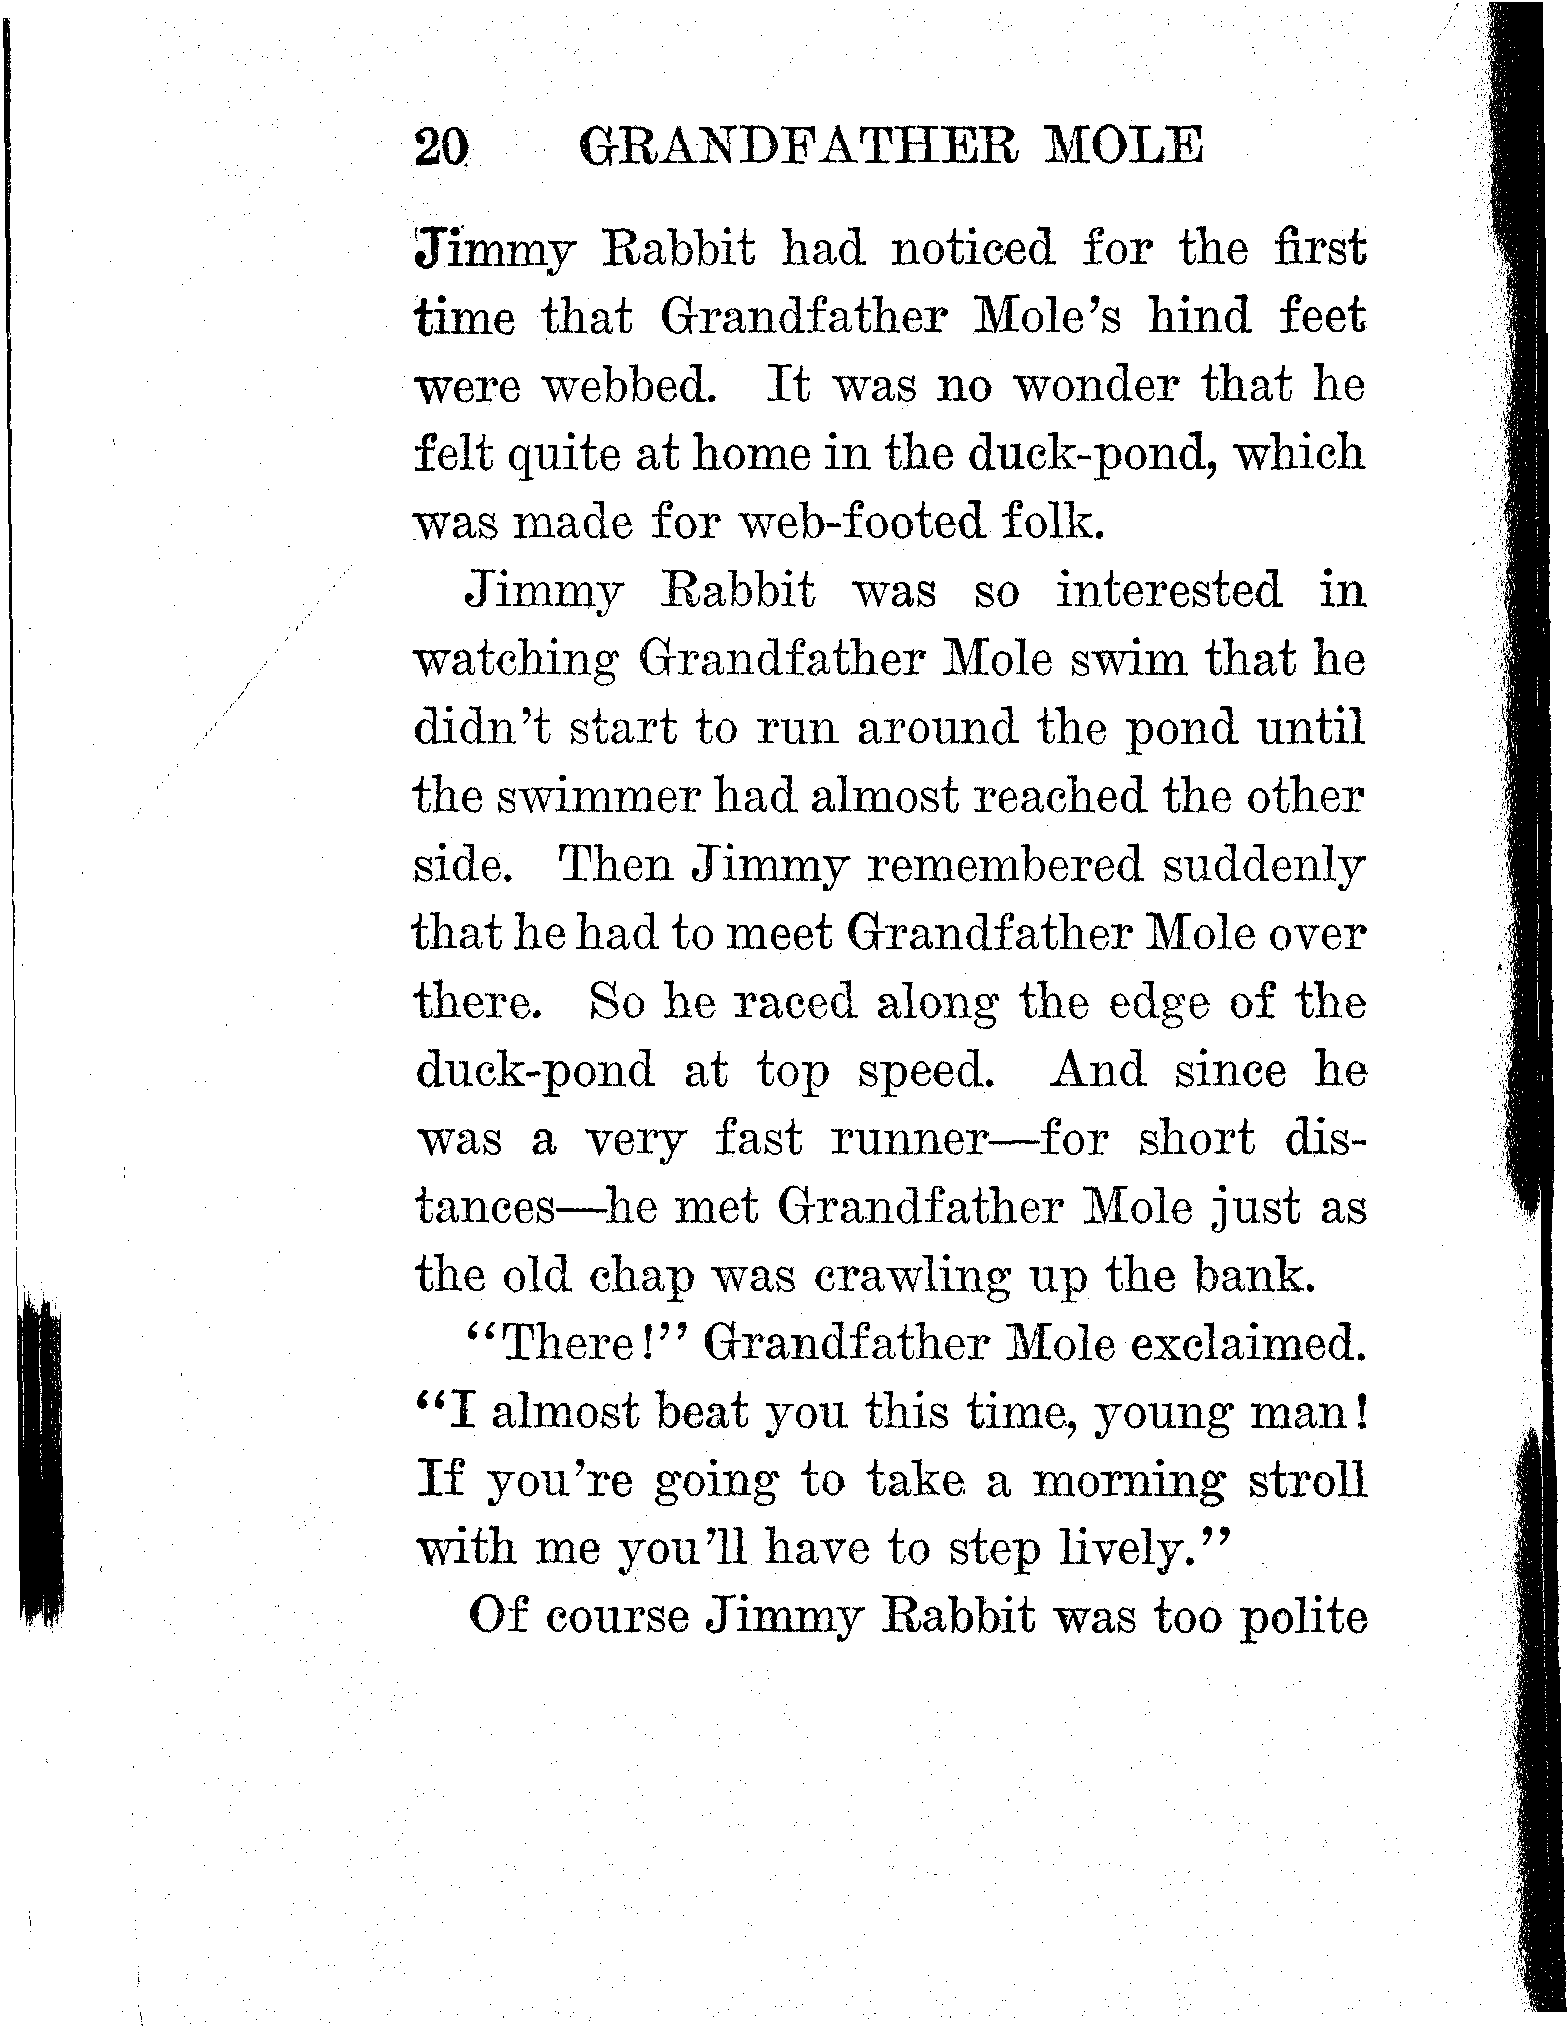 20 GRANDFATHER MOLE
Jimmy Rabbit had noticed for the first
time that Grandfather Mole's hind feet
were webbed. It was no wonder that he
felt quite at home in the duck-pond, which
was made for web-footed folk.
Jimmy Rabbit was so interested in
watching Grandfather Mole swim that he
didn't start to run around the pond until
the swimmer had almost reached the other
side. Then Jimmy remembered suddenly
that he had to meet Grandfather Mole over
there. So he raced along the edge of the
duck-pond at top speed. And since he
was a very fast runner—for short dis-
tances—he met Grandfather Mole just as
the old chap was crawling up the bank.
"There!" Grandfather Mole exclaimed.
"I almost beat you this time, young man!
If you're going to take a morning stroll
with me you'll have to step lively."
Of course Jimmy Rabbit was too polite